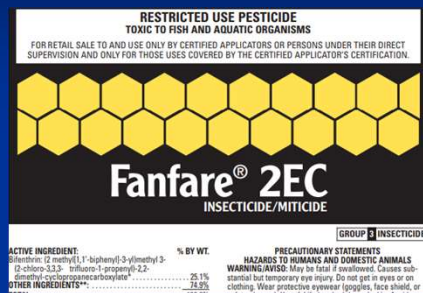 RESTRICTED USE PESTICIDE
TOXIC TO FISH AND AQUATIC ORGANISMS
FOR RETAIL SALE TO AND USE ONLY BY CERTIFIED APPLICATORS OR PERSONS UNDER THEIR DIRECT
SUPERVISION AND ONLY FOR THOSE USES COVERED BY THE CERTIFIED APPLICATOR'S CERTIFICATION.
Fanfare® 2EC
INSECTICIDE/MITICIDE
GROUP 3 INSECTICIDE
ACTIVE INGREDIENT: % BY WT.
Bifenthrin: (2 methyl[1,1'-biphenyl]-3-yl)methyl 3-
(2-chloro-3,3,3- trifluoro-1-propenyl)-2,2-
dimethyl-cyclopropanecarboxylate* 25.1%
OTHER INGREDIENTS**: 74.9%
PRECAUTIONARY STATEMENTS
HAZARDS TO HUMANS AND DOMESTIC ANIMALS
WARNING/AVISO: May be fatal if swallowed. Causes sub-
stantial but temporary eye injury. Do not get in eyes or on
clothing. Wear protective eyewear (goggles, face shield, or